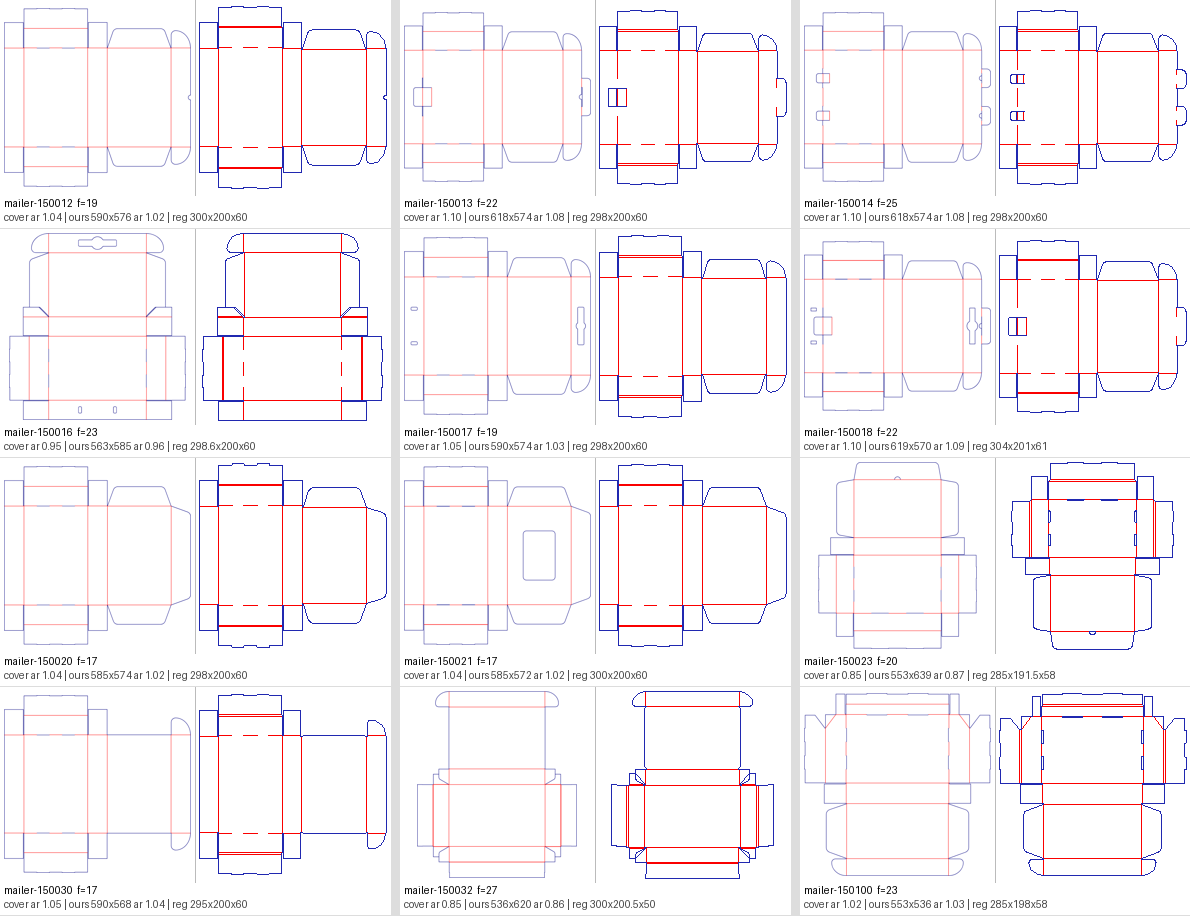 mailer-150012 f=19
cover ar 1.04 | ours 590x576 ar 1.02 | reg 300x200x60
mailer-150013 f=22
cover ar 1.10 | ours 618x574 ar 1.08 | reg 298x200x60
mailer-150014 f=25
cover ar 1.10 | ours 618x574 ar 1.08 | reg 298x200x60
mailer-150016 f=23
cover ar 0.95 | ours 563x585 ar 0.96 | reg 298.6x200x60
mailer-150017 f=19
cover ar 1.05 | ours 590x574 ar 1.03 | reg 298x200x60
mailer-150018 f=22
cover ar 1.10 | ours 619x570 ar 1.09 | reg 304x201x61
mailer-150020 f=17
cover ar 1.04 | ours 585x574 ar 1.02 | reg 298x200x60
mailer-150021 f=17
cover ar 1.04 | ours 585x572 ar 1.02 | reg 300x200x60
mailer-150023 f=20
cover ar 0.85 | ours 553x639 ar 0.87 | reg 285x191.5x58
mailer-150030 f=17
cover ar 1.05 | ours 590x568 ar 1.04 | reg 295x200x60
mailer-150032 f=27
cover ar 0.85 | ours 536x620 ar 0.86 | reg 300x200.5x50
mailer-150100 f=23
cover ar 1.02 | ours 553x536 ar 1.03 | reg 285x198x58